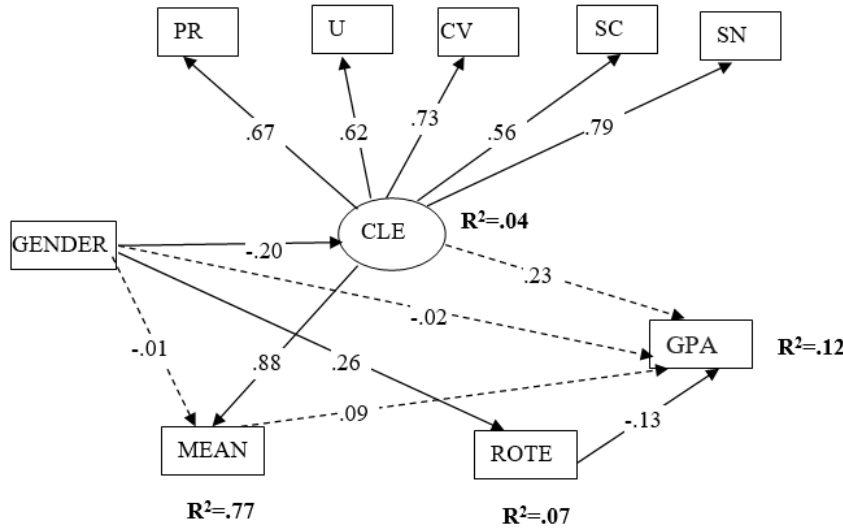 PR
U
CV
SC
SN
.67
.62
.73
.56
.79
GENDER
-.20
CLE
R²=.04
.23
-.02
-.01
.88
.26
GPA
R²=.12
.09
-.13
MEAN
ROTE
R²=.77
R²=.07